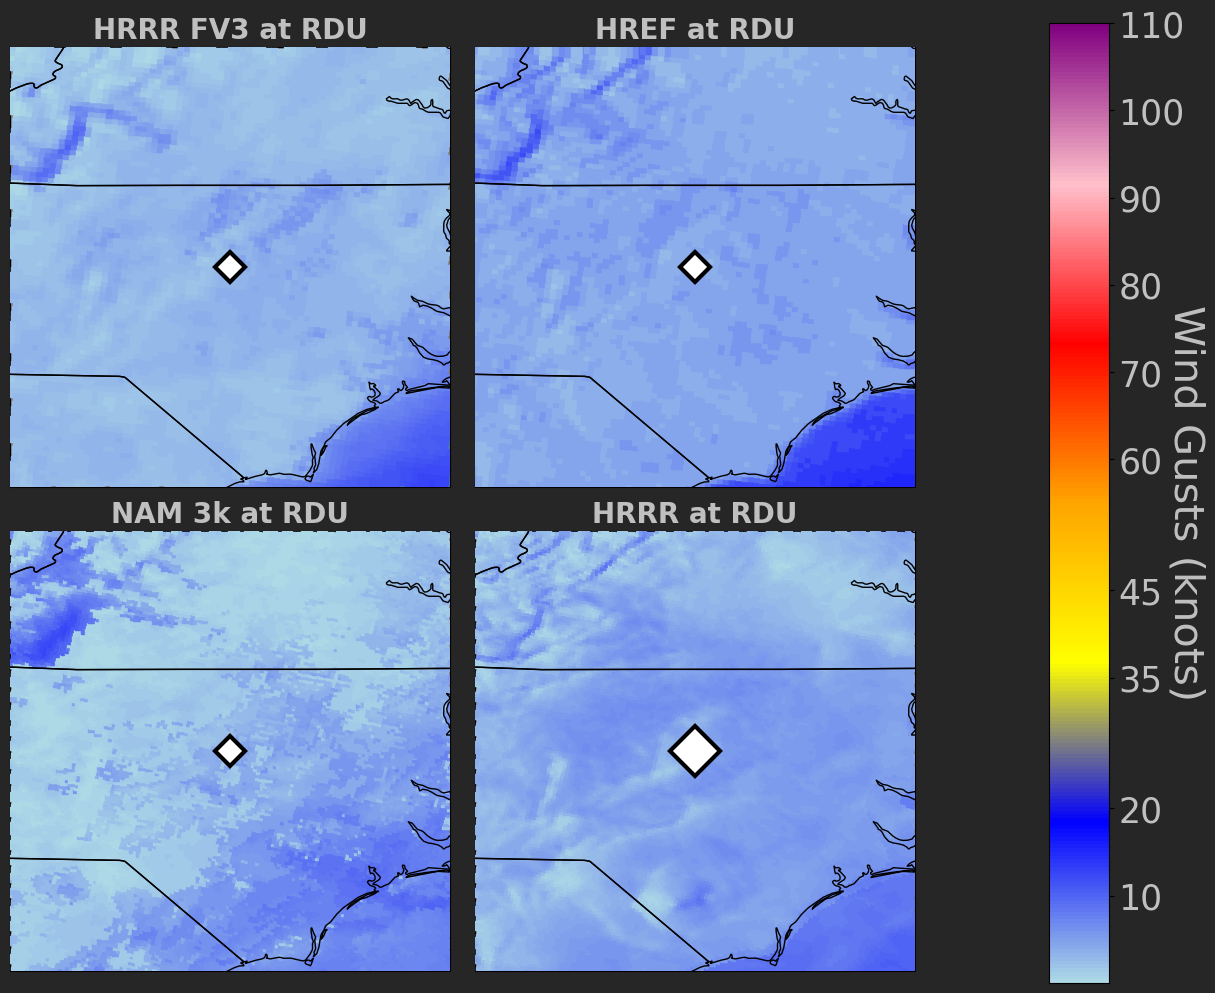 HRRR FV3 at RDU
HREF at RDU
NAM 3k at RDU
HRRR at RDU
110
100
90
80
70
60
45
35
20
10
Wind Gusts (knots)